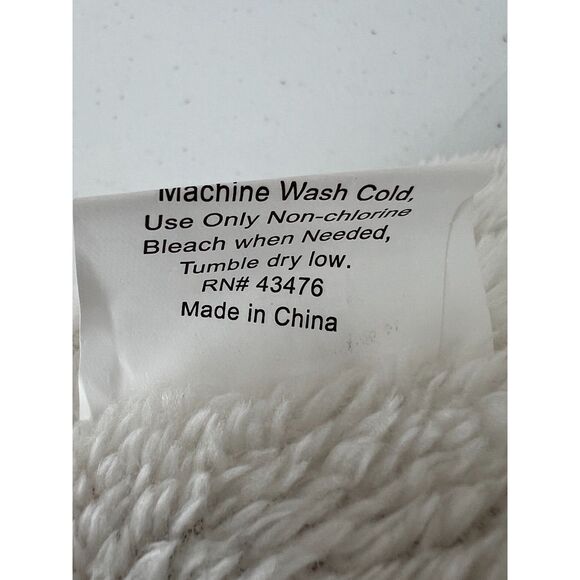 Machine Wash Cold,
Use Only Non-chlorine
Bleach when Needed,
Tumble dry low.
RN# 43476
Made in China